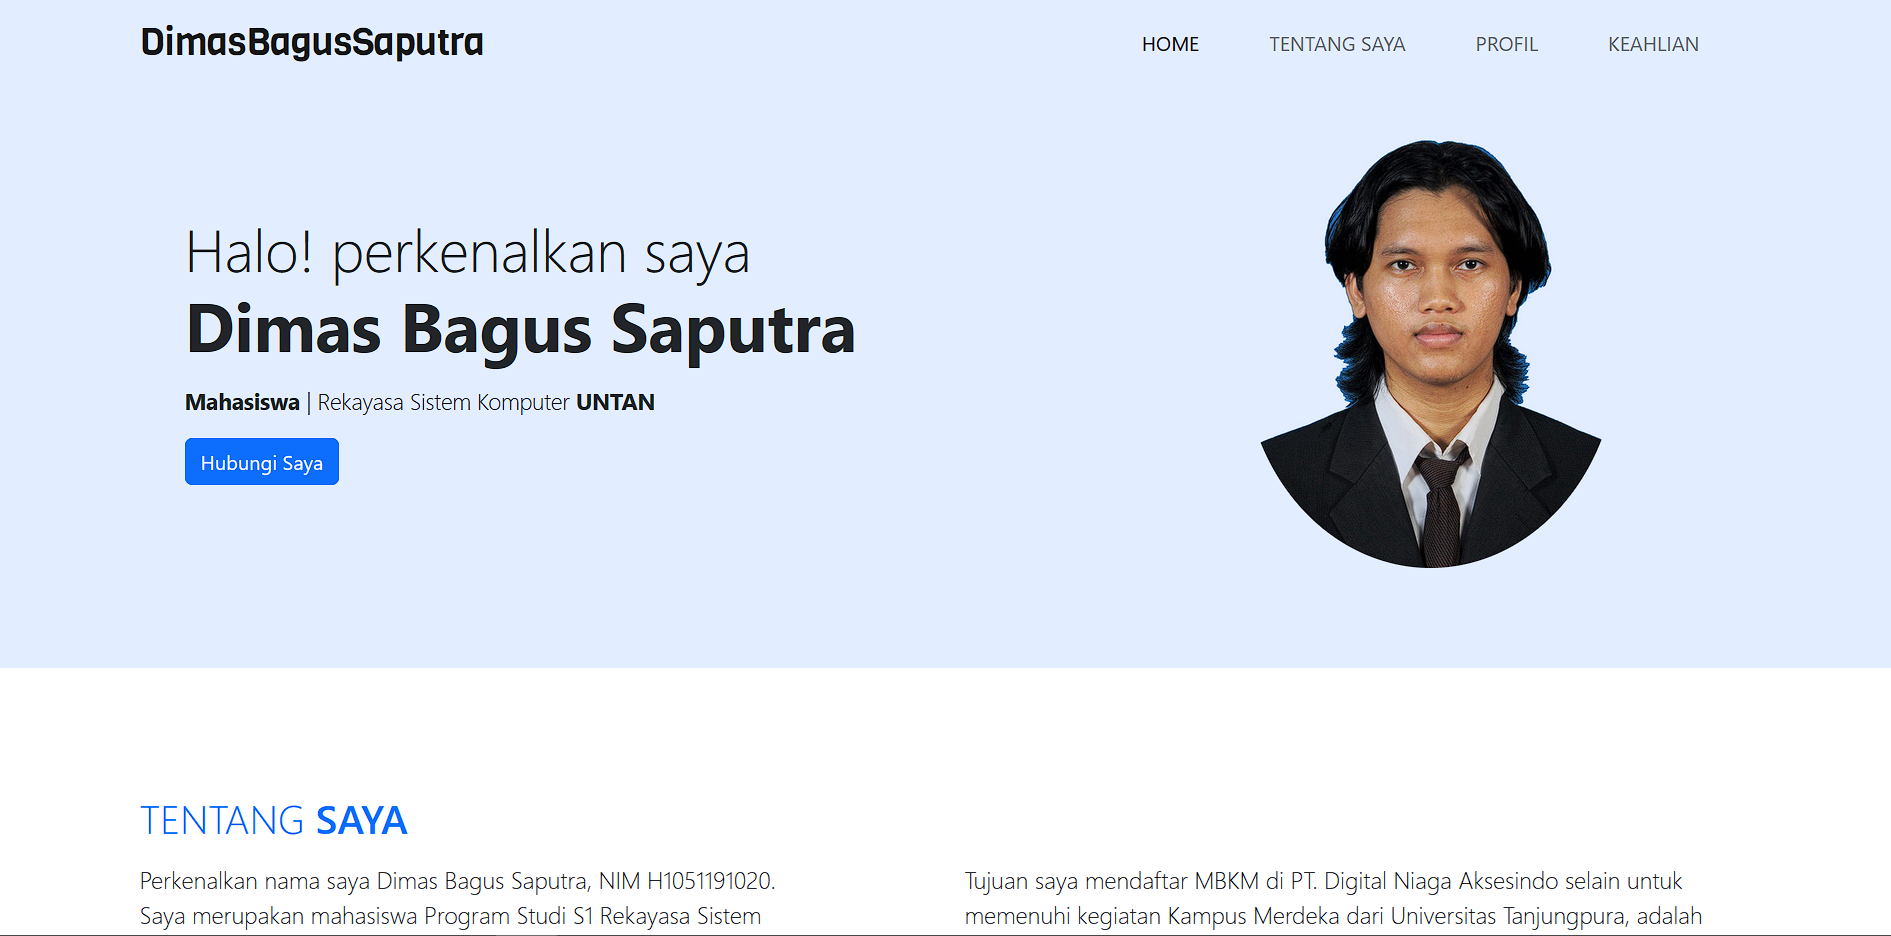 DimasBagusSaputra
HOME TENTANG SAYA PROFIL KEAHLIAN
Halo! perkenalkan saya
Dimas Bagus Saputra
Mahasiswa | Rekayasa Sistem Komputer UNTAN
Hubungi Saya
TENTANG SAYA
Perkenalkan nama saya Dimas Bagus Saputra, NIM H1051191020.
Saya merupakan mahasiswa Program Studi S1 Rekayasa Sistem
Tujuan saya mendaftar MBKM di PT. Digital Niaga Aksesindo selain untuk
memenuhi kegiatan Kampus Merdeka dari Universitas Tanjungpura, adalah